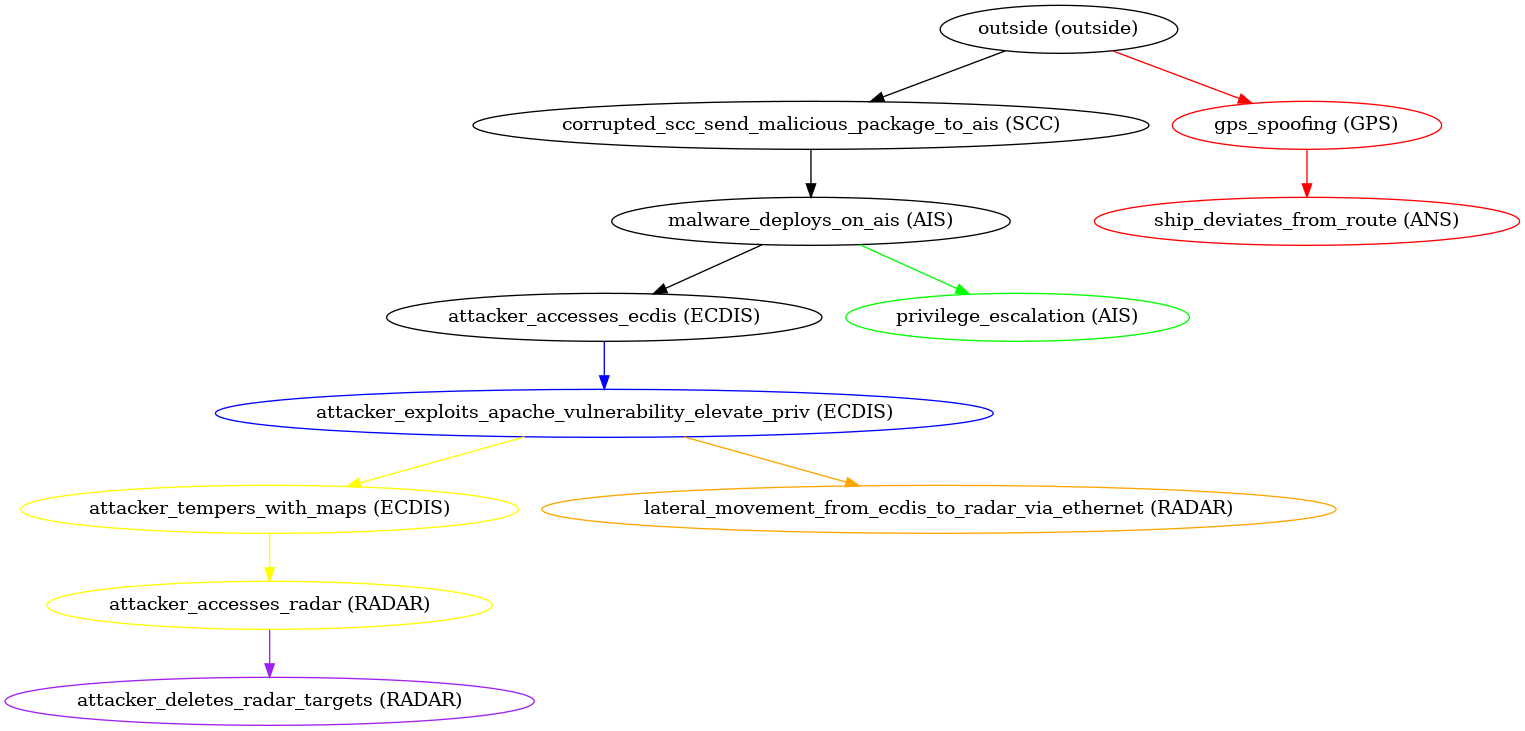 outside (outside)
corrupted_scc_send_malicious_package_to_ais (SCC)
gps_spoofing (GPS)
malware_deploys_on_ais (AIS)
ship_deviates_from_route (ANS)
attacker_accesses_ecdis (ECDIS)
privilege_escalation (AIS)
attacker_exploits_apache_vulnerability_elevate_priv (ECDIS)
attacker_tempers_with_maps (ECDIS)
lateral_movement_from_ecdis_to_radar_via_ethernet (RADAR)
attacker_accesses_radar (RADAR)
attacker_deletes_radar_targets (RADAR)